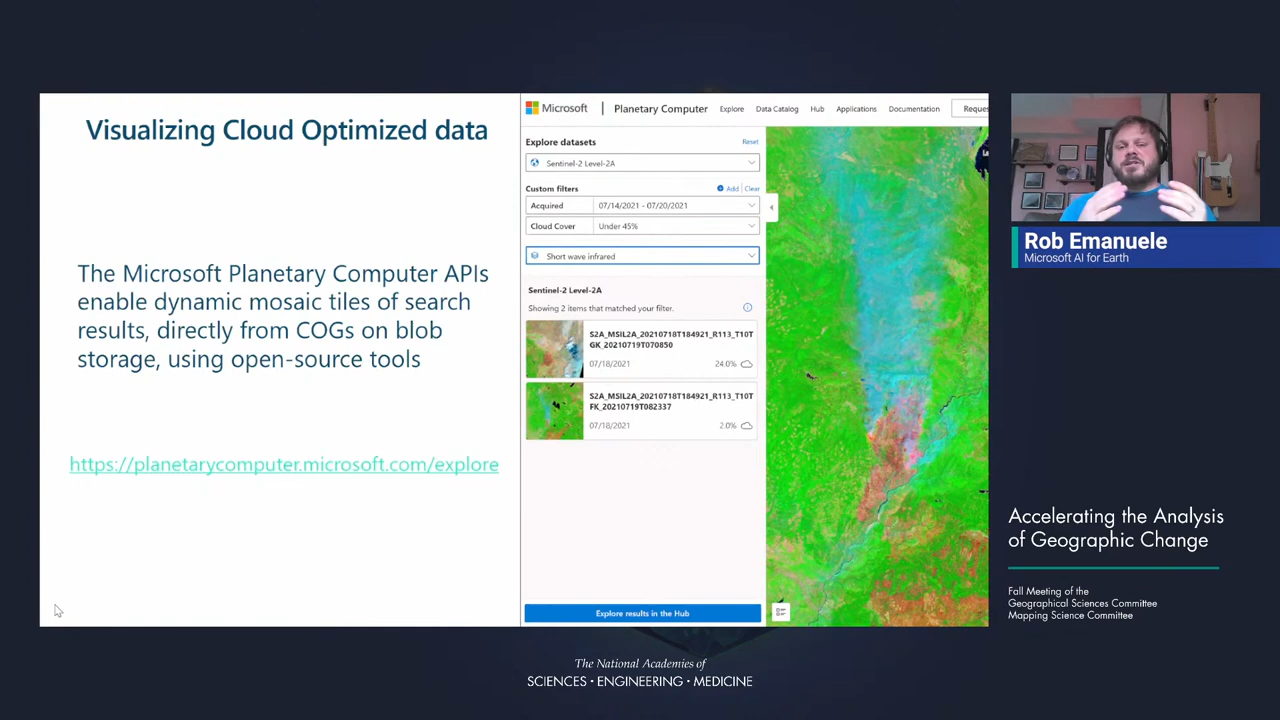 Visualizing Cloud Optimized data
The Microsoft Planetary Computer APIs
enable dynamic mosaic tiles of search
results, directly from COGs on blob
storage, using open-source tools
https://planetarycomputer.microsoft.com/explore
Microsoft | Planetary Computer Explore Data Catalog Hub Applications Documentation Reques
Explore datasets Reset
Sentinel-2 Level-2A
Custom filters Add Clear
Acquired 07/14/2021 - 07/20/2021
Cloud Cover Under 45%
Short wave infrared
Sentinel-2 Level-2A
Showing 2 items that matched your filter.
S2A_MSIL2A_20210718T184921_R113_T10T
GK_20210719T070850
07/18/2021 24.0%
S2A_MSIL2A_20210718T184921_R113_T10T
FK_20210719T082337
07/18/2021 2.0%
Explore results in the Hub
Rob Emanuele
Microsoft AI for Earth
Accelerating the Analysis
of Geographic Change
Fall Meeting of the
Geographical Sciences Committee
Mapping Science Committee
The National Academies of
SCIENCES · ENGINEERING · MEDICINE